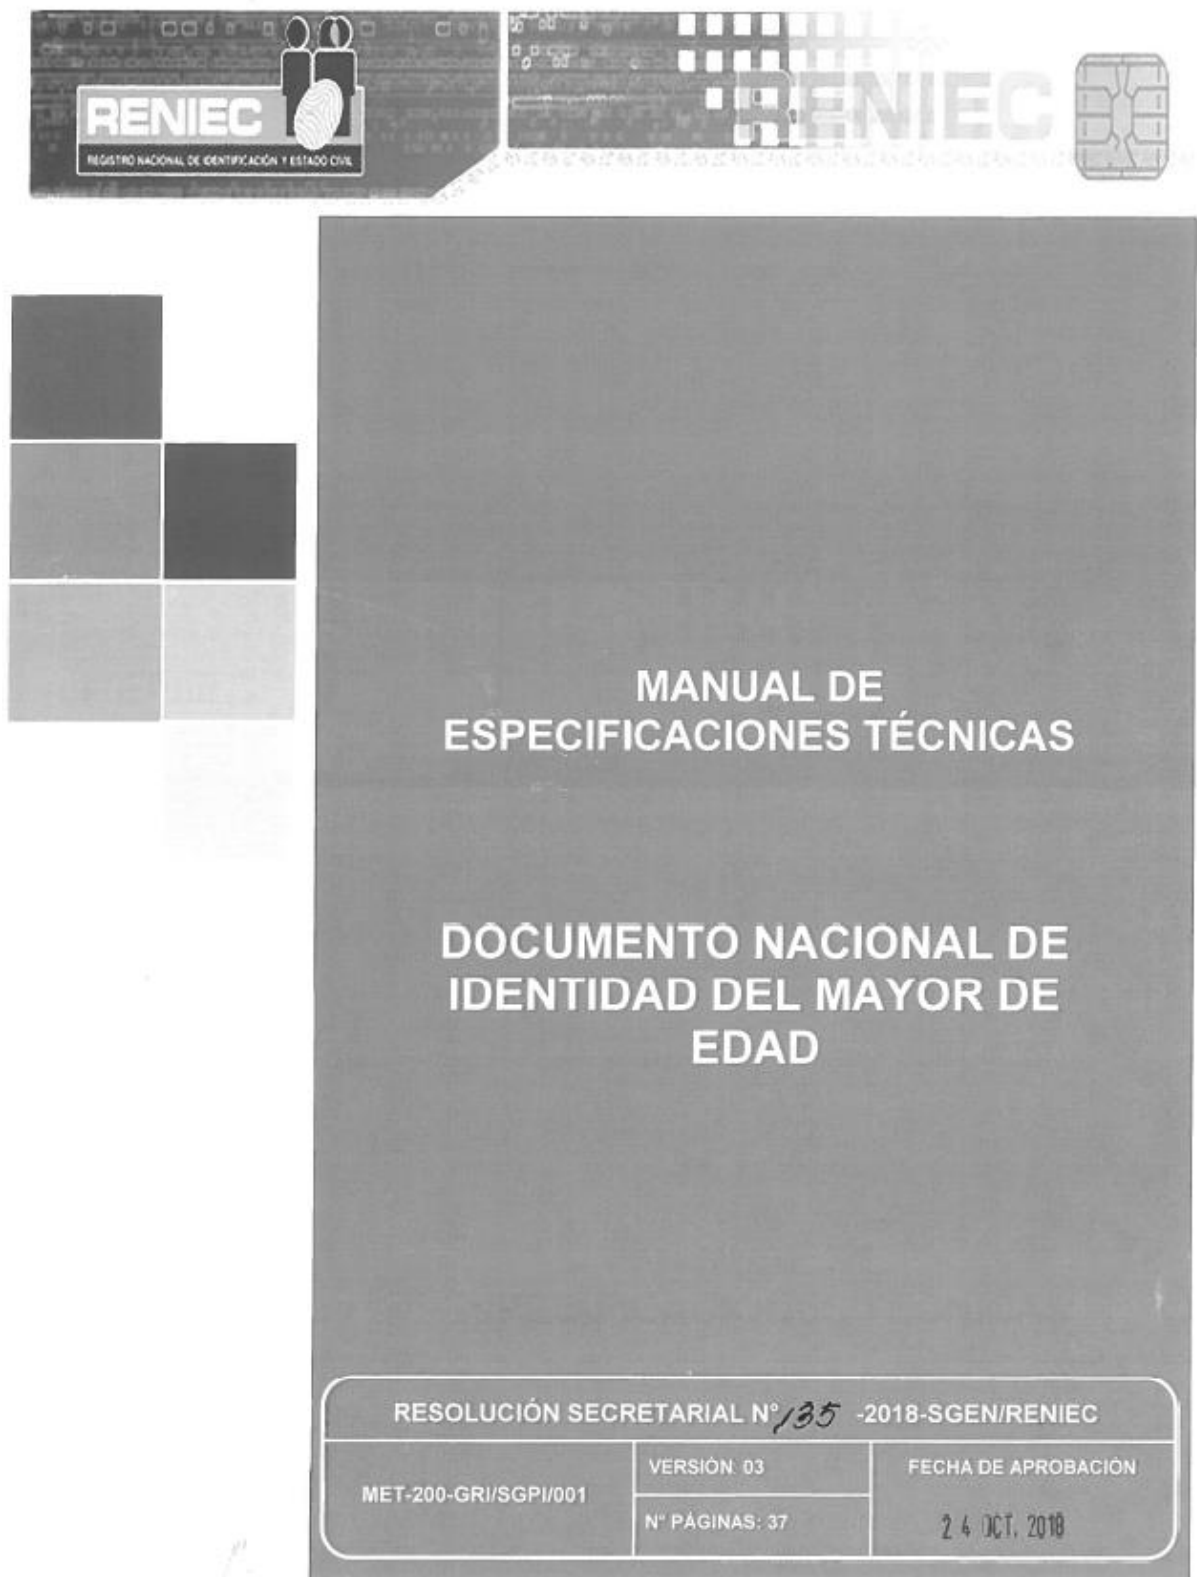 RENIEC
REGISTRO NACIONAL DE IDENTIFICACIÓN Y ESTADO CIVIL
RENIEC
MANUAL DE
ESPECIFICACIONES TÉCNICAS
DOCUMENTO NACIONAL DE
IDENTIDAD DEL MAYOR DE
EDAD
RESOLUCIÓN SECRETARIAL N° 135 -2018-SGEN/RENIEC
MET-200-GRI/SGPI/001
VERSIÓN: 03
N° PÁGINAS: 37
FECHA DE APROBACIÓN
24 OCT. 2018